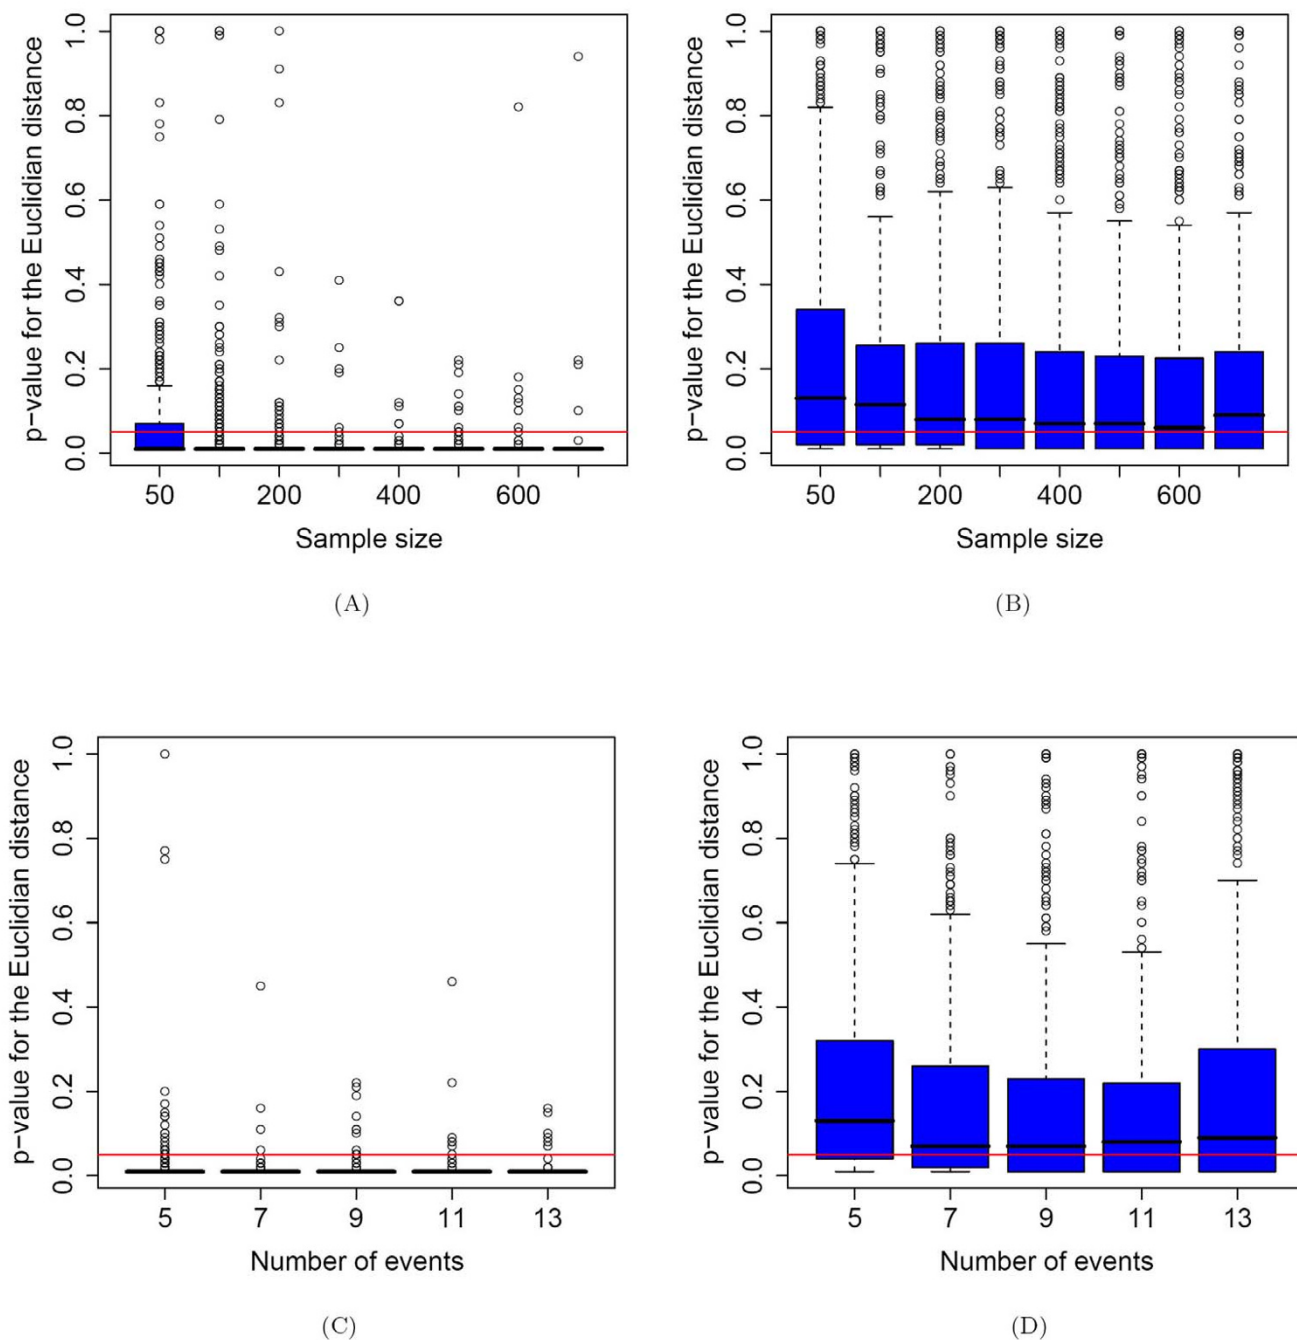 p−value for the Euclidian distance
1.0
0.8
0.6
0.4
0.2
0.0
50 200 400 600
Sample size
(A)
p−value for the Euclidian distance
1.0
0.8
0.6
0.4
0.2
0.0
50 200 400 600
Sample size
(B)
p−value for the Euclidian distance
1.0
0.8
0.6
0.4
0.2
0.0
5 7 9 11 13
Number of events
(C)
p−value for the Euclidian distance
1.0
0.8
0.6
0.4
0.2
0.0
5 7 9 11 13
Number of events
(D)